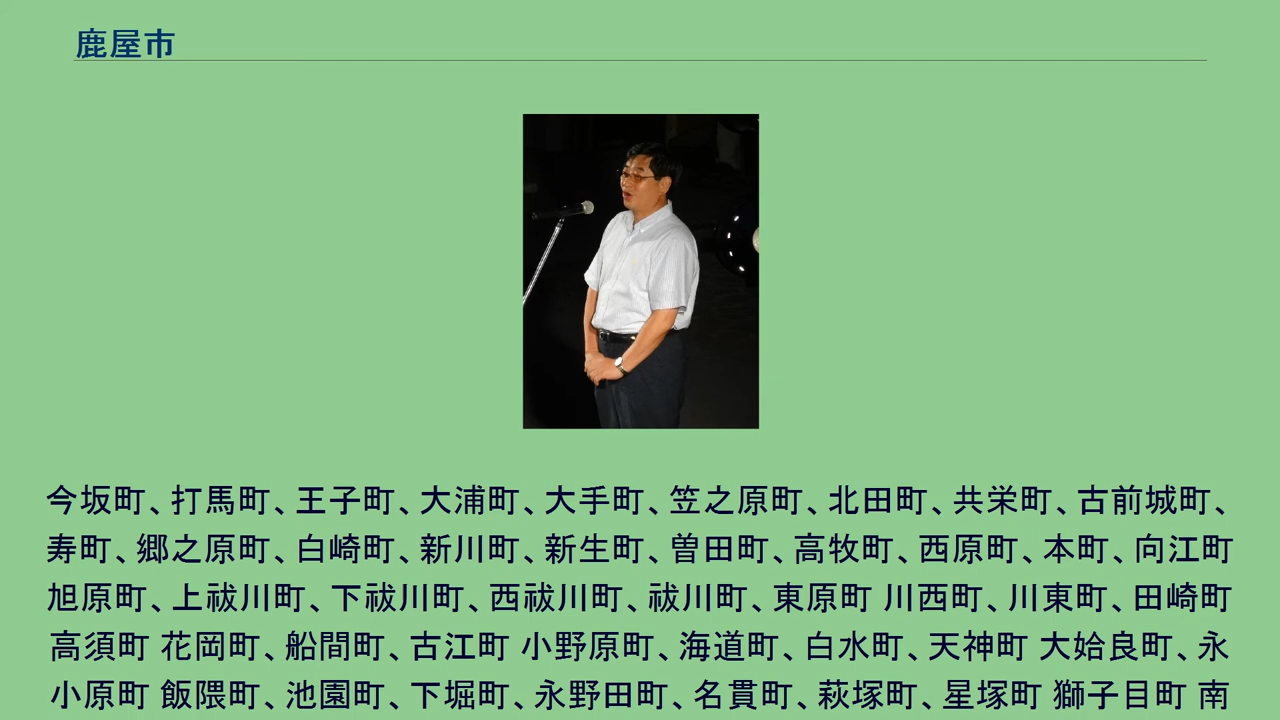 鹿屋市
今坂町、打馬町、王子町、大浦町、大手町、笠之原町、北田町、共栄町、古前城町、
寿町、郷之原町、白崎町、新川町、新生町、曽田町、高牧町、西原町、本町、向江町
旭原町、上祓川町、下祓川町、西祓川町、祓川町、東原町 川西町、川東町、田崎町
高須町 花岡町、船間町、古江町 小野原町、海道町、白水町、天神町 大姶良町、永
小原町 飯隈町、池園町、下堀町、永野田町、名貫町、萩塚町、星塚町 獅子目町 南